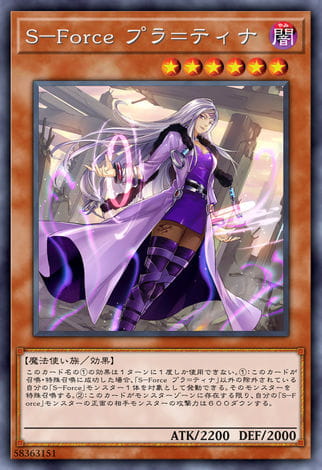 S－Force プラ＝ティナ
闇
やみ
【魔法使い族／効果】
このカード名の①の効果は１ターンに１度しか使用できない。①：このカードが
召喚・特殊召喚に成功した場合、「S－Force プラ＝ティナ」以外の除外されている
自分の「S－Force」モンスター１体を対象として発動できる。そのモンスターを
特殊召喚する。②：このカードがモンスターゾーンに存在する限り、自分の「S－Fo
rce」モンスターの正面の相手モンスターの攻撃力は６００ダウンする。
ATK/2200 DEF/2000
58363151